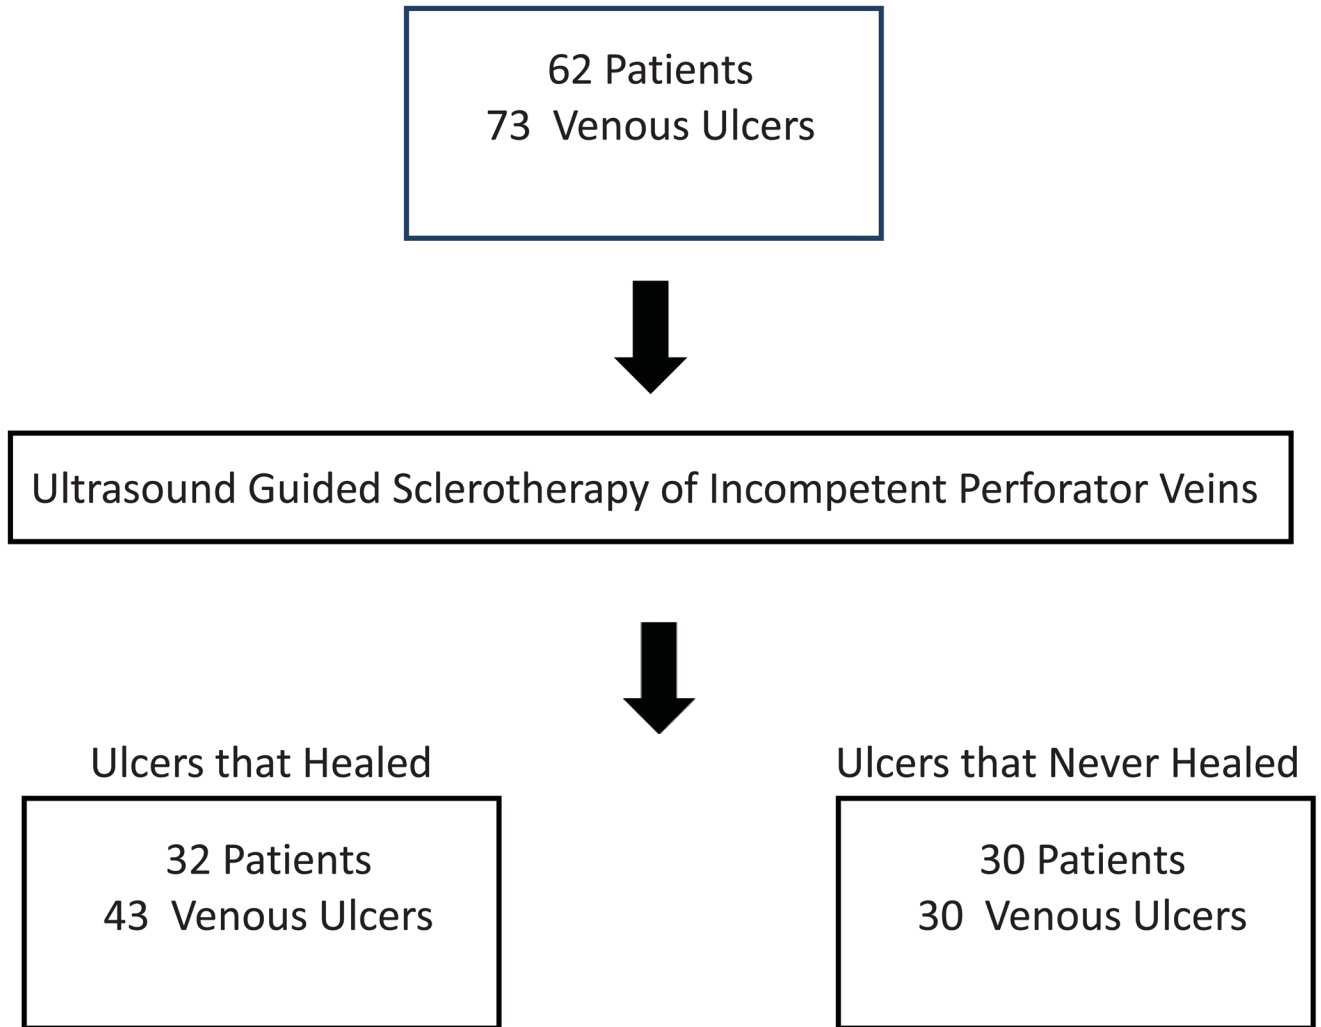 62 Patients
73 Venous Ulcers
Ultrasound Guided Sclerotherapy of Incompetent Perforator Veins
Ulcers that Healed
32 Patients
43 Venous Ulcers
Ulcers that Never Healed
30 Patients
30 Venous Ulcers